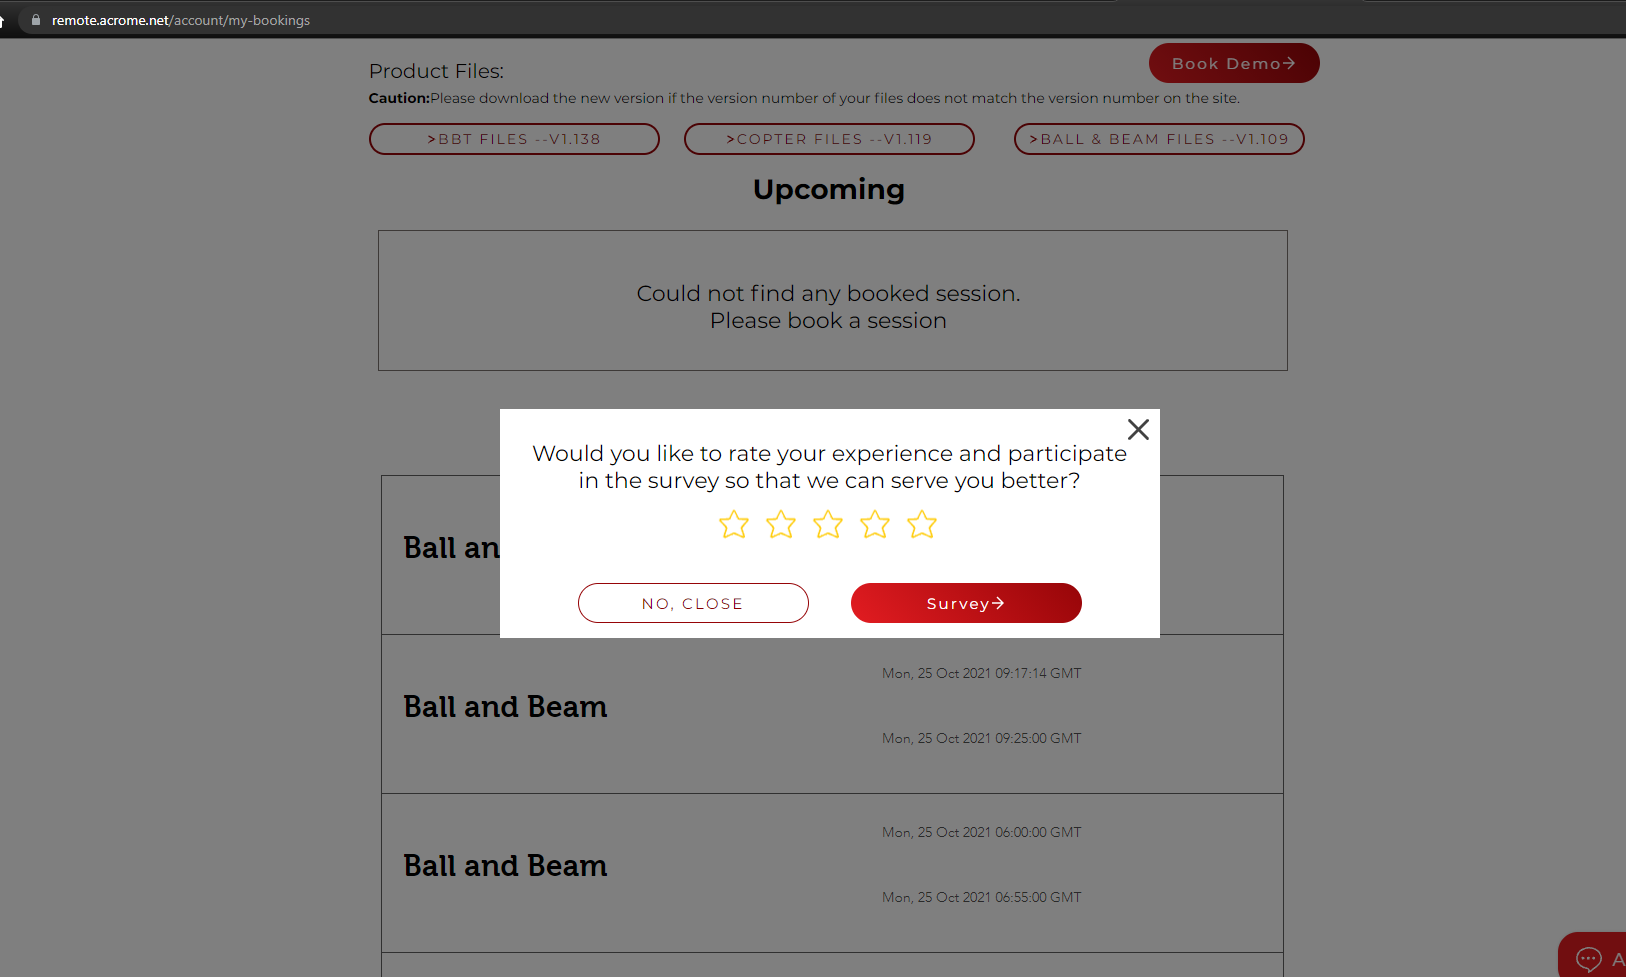 remote.acrome.net/account/my-bookings
Book Demo→
Product Files:
Caution:Please download the new version if the version number of your files does not match the version number on the site.
>BBT FILES --V1.138
>COPTER FILES --V1.119
>BALL & BEAM FILES --V1.109
Upcoming
Could not find any booked session.
Please book a session
Would you like to rate your experience and participate
in the survey so that we can serve you better?
NO, CLOSE
Survey→
Ball an
Mon, 25 Oct 2021 09:17:14 GMT
Ball and Beam
Mon, 25 Oct 2021 09:25:00 GMT
Mon, 25 Oct 2021 06:00:00 GMT
Ball and Beam
Mon, 25 Oct 2021 06:55:00 GMT
A